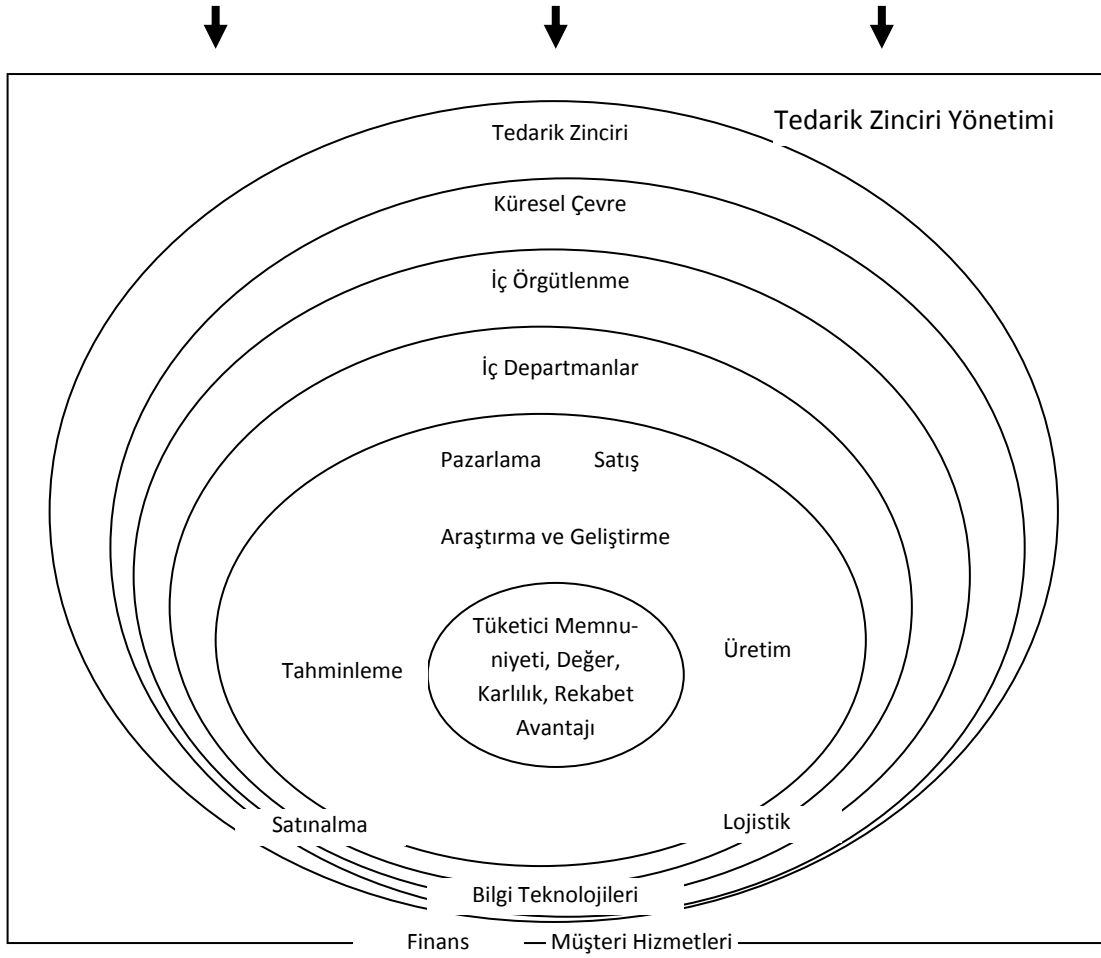 Tedarik Zinciri Yönetimi
Tedarik Zinciri
Küresel Çevre
İç Örgütlenme
İç Departmanlar
Pazarlama Satış
Araştırma ve Geliştirme
Tüketici Memnu-
niyeti, Değer,
Karlılık, Rekabet
Avantajı
Tahminleme
Üretim
Satınalma
Lojistik
Bilgi Teknolojileri
Finans
Müşteri Hizmetleri